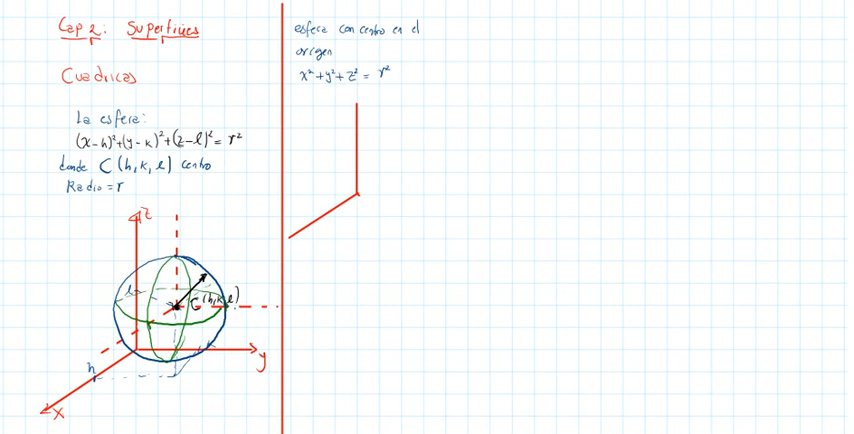 Cap 2: Superficies
Cuadricas
La esfera:
(x-h)²+(y-k)²+(z-l)²=r²
donde C(h,k,l) centro
Radio=r
z
C(h,k,l)
h
y
x
esfera con centro en el
origen
x²+y²+z²=r²